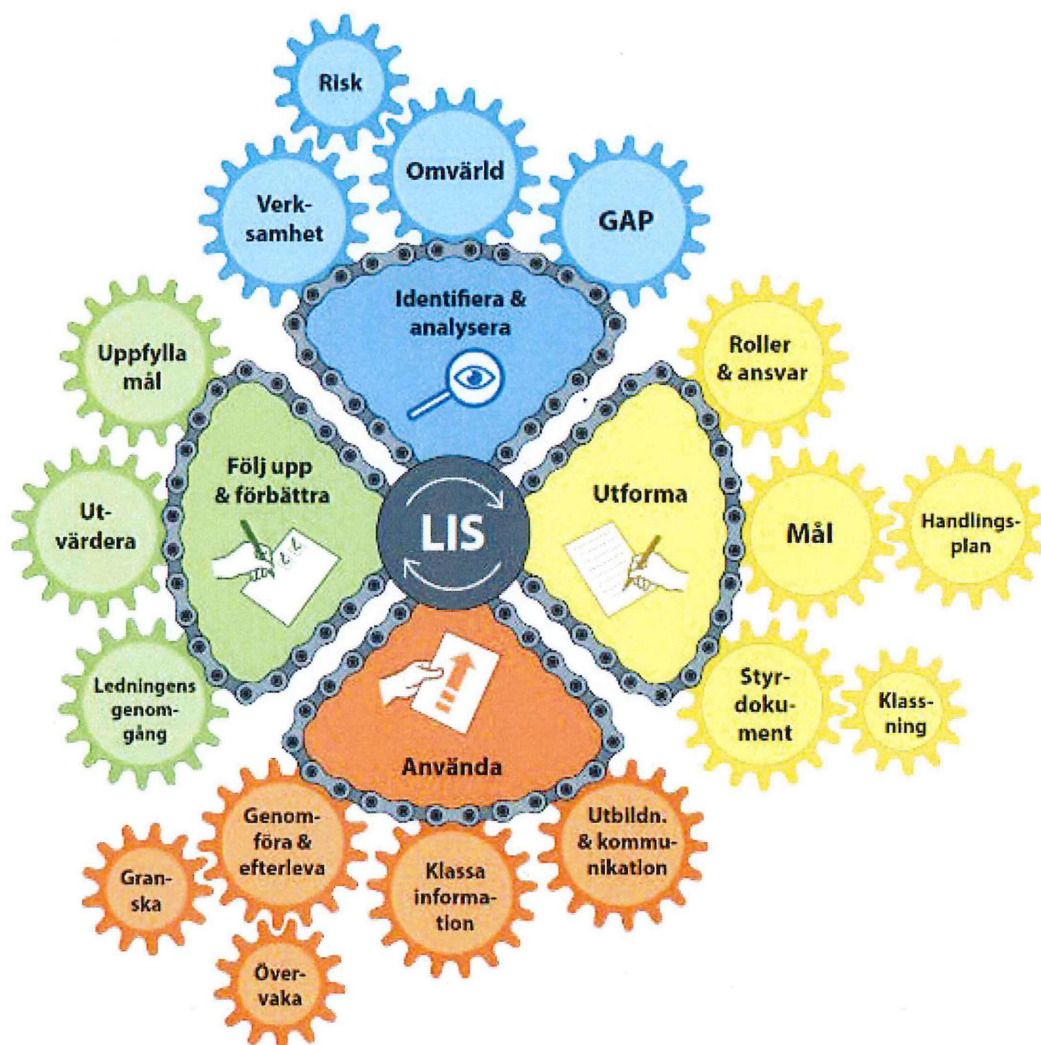 Risk
Omvärld
Verk-
samhet
GAP
Identifiera &
analysera
Uppfylla
mål
Roller
& ansvar
Följ upp
& förbättra
Ut-
värdera
LIS
Utforma
Mål
Handlings-
plan
Ledningens
genom-
gång
Styr-
doku-
ment
Klass-
ning
Använda
Genom-
föra &
efterleva
Utbildn.
& kommu-
nikation
Klassa
informa-
tion
Gran-
ska
Över-
vaka